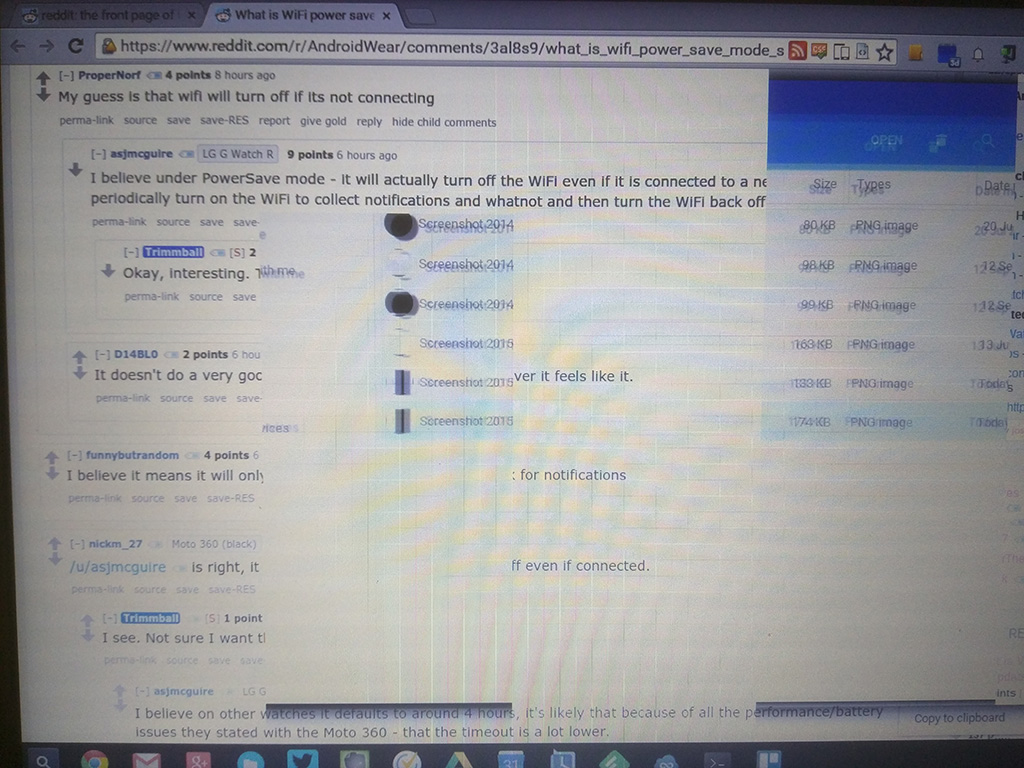 reddit: the front page of
What is WiFi power save
https://www.reddit.com/r/AndroidWear/comments/3al8s9/what_is_wifi_power_save_mode_s
[-] ProperNorf 4 points 8 hours ago
My guess is that wifi will turn off if its not connecting
perma-link source save save-RES report give gold reply hide child comments
OPEN
[-] asjmcguire LG G Watch R 9 points 6 hours ago
I believe under PowerSave mode - it will actually turn off the WiFi even if it is connected to a ne
Size Types Date
periodically turn on the WiFi to collect notifications and whatnot and then turn the WiFi back off
perma-link source save save-
Screenshot 2014 80 KB PNG image 20 Ju
[-] Trimmball [S] 2
Okay, interesting.
Screenshot 2014 98 KB PNG image 12 Se
perma-link source save
Screenshot 2014 99 KB PNG image 12 Se
Screenshot 2014 163 KB PNG image 13 Ju
[-] D14BL0 2 points 6 hou
It doesn't do a very goc
ver it feels like it.
Screenshot 2015 133 KB PNG image Today
perma-link source save save-
Screenshot 2015 174 KB PNG image Today
rices
[-] funnybutrandom 4 points 6
I believe it means it will only
: for notifications
perma-link source save save-RES
[-] nickm_27 Moto 360 (black)
/u/asjmcguire is right, it
ff even if connected.
perma-link source save save-RES
[-] Trimmball [S] 1 point
I see. Not sure I want t
perma-link source save save
[-] asjmcguire LG G
I believe on other watches it defaults to around 4 hours, it's likely that because of all the performance/battery
issues they stated with the Moto 360 - that the timeout is a lot lower.
Copy to clipboard
31